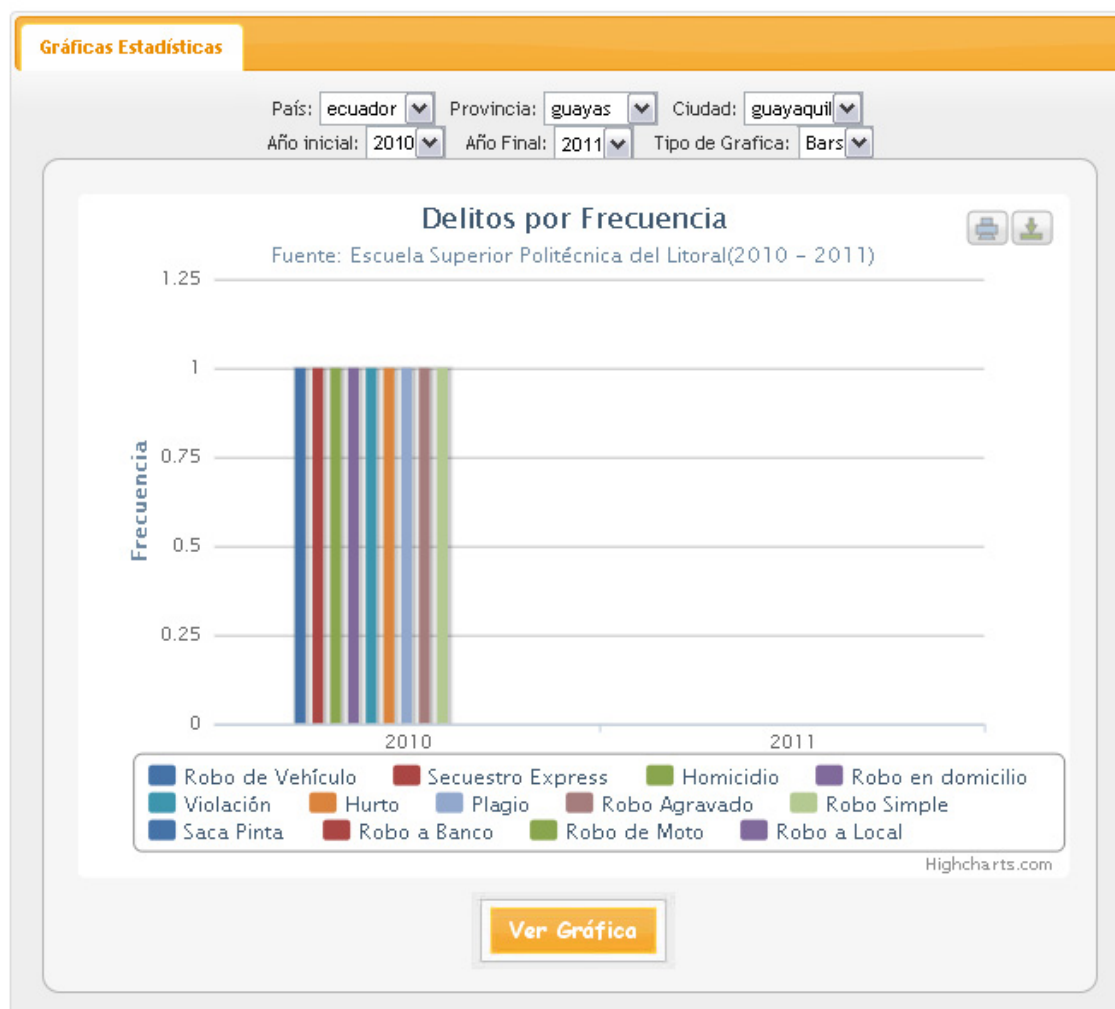 Gráficas Estadísticas
País: ecuador Provincia: guayas Ciudad: guayaquil
Año inicial: 2010 Año Final: 2011 Tipo de Grafica: Bars
Delitos por Frecuencia
Fuente: Escuela Superior Politécnica del Litoral(2010 - 2011)
1.25
1
0.75
0.5
0.25
0
Frecuencia
2010 2011
Robo de Vehículo Secuestro Express Homicidio Robo en domicilio
Violación Hurto Plagio Robo Agravado Robo Simple
Saca Pinta Robo a Banco Robo de Moto Robo a Local
Highcharts.com
Ver Gráfica